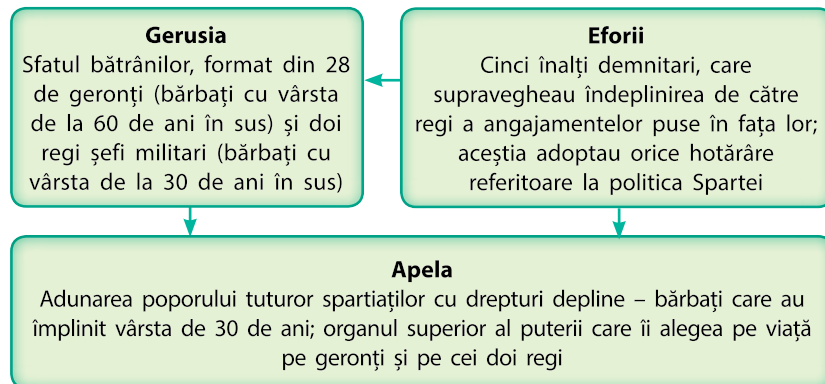 Gerusia
Sfatul bătrânilor, format din 28
de geronți (bărbați cu vârsta
de la 60 de ani în sus) și doi
regi șefi militari (bărbați cu
vârsta de la 30 de ani în sus)
Eforii
Cinci înalți demnitari, care
supravegheau îndeplinirea de către
regi a angajamentelor puse în fața lor;
aceștia adoptau orice hotărâre
referitoare la politica Spartei
Apela
Adunarea poporului tuturor spartiaților cu drepturi depline – bărbați care au
împlinit vârsta de 30 de ani; organul superior al puterii care îi alegea pe viață
pe geronți și pe cei doi regi